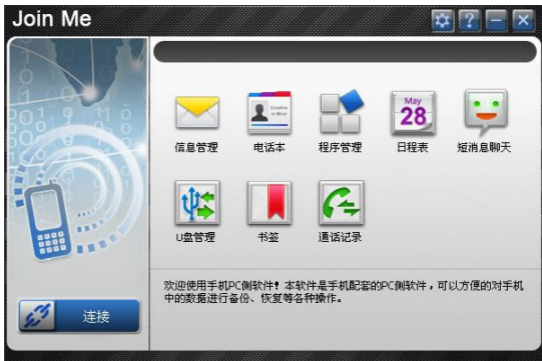 Join Me
信息管理
电话本
程序管理
May
28
日程表
短消息聊天
U盘管理
书签
通话记录
欢迎使用手机PC侧软件！本软件是手机配套的PC侧软件，可以方便的对手机
中的数据进行备份、恢复等各种操作。
连接